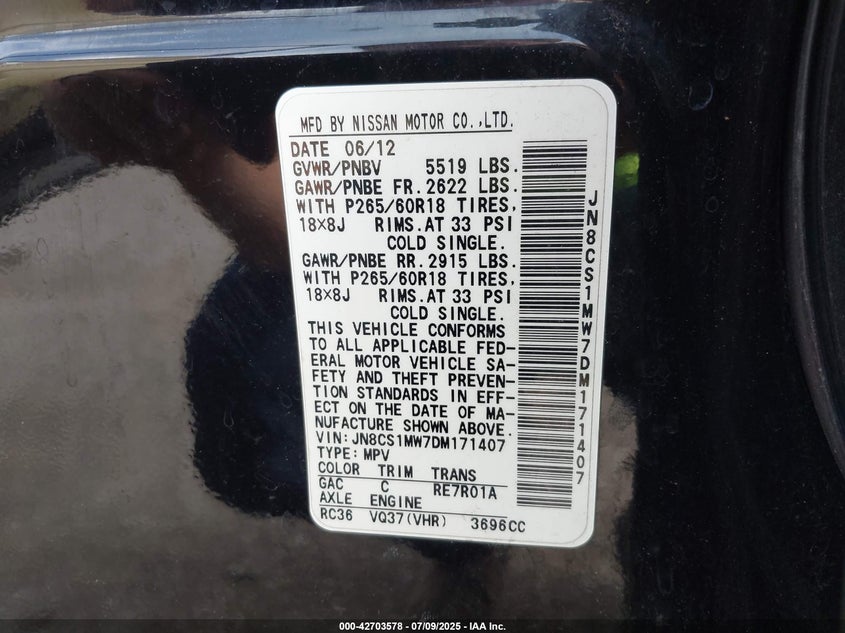 MFD BY NISSAN MOTOR CO.,LTD.
DATE 06/12
GVWR/PNBV 5519 LBS.
GAWR/PNBE FR. 2622 LBS.
WITH P265/60R18 TIRES,
18x8J RIMS. AT 33 PSI
COLD SINGLE.
GAWR/PNBE RR. 2915 LBS.
WITH P265/60R18 TIRES,
18x8J RIMS. AT 33 PSI
COLD SINGLE.
THIS VEHICLE CONFORMS
TO ALL APPLICABLE FED-
ERAL MOTOR VEHICLE SA-
FETY AND THEFT PREVEN-
TION STANDARDS IN EFF-
ECT ON THE DATE OF MA-
NUFACTURE SHOWN ABOVE.
VIN: JN8CS1MW7DM171407
TYPE: MPV
COLOR TRIM TRANS
GAC C RE7R01A
AXLE ENGINE
RC36 VQ37(VHR) 3696CC
JN8CS1MW7DM171407
000-42703578 - 07/09/2025 - IAA Inc.